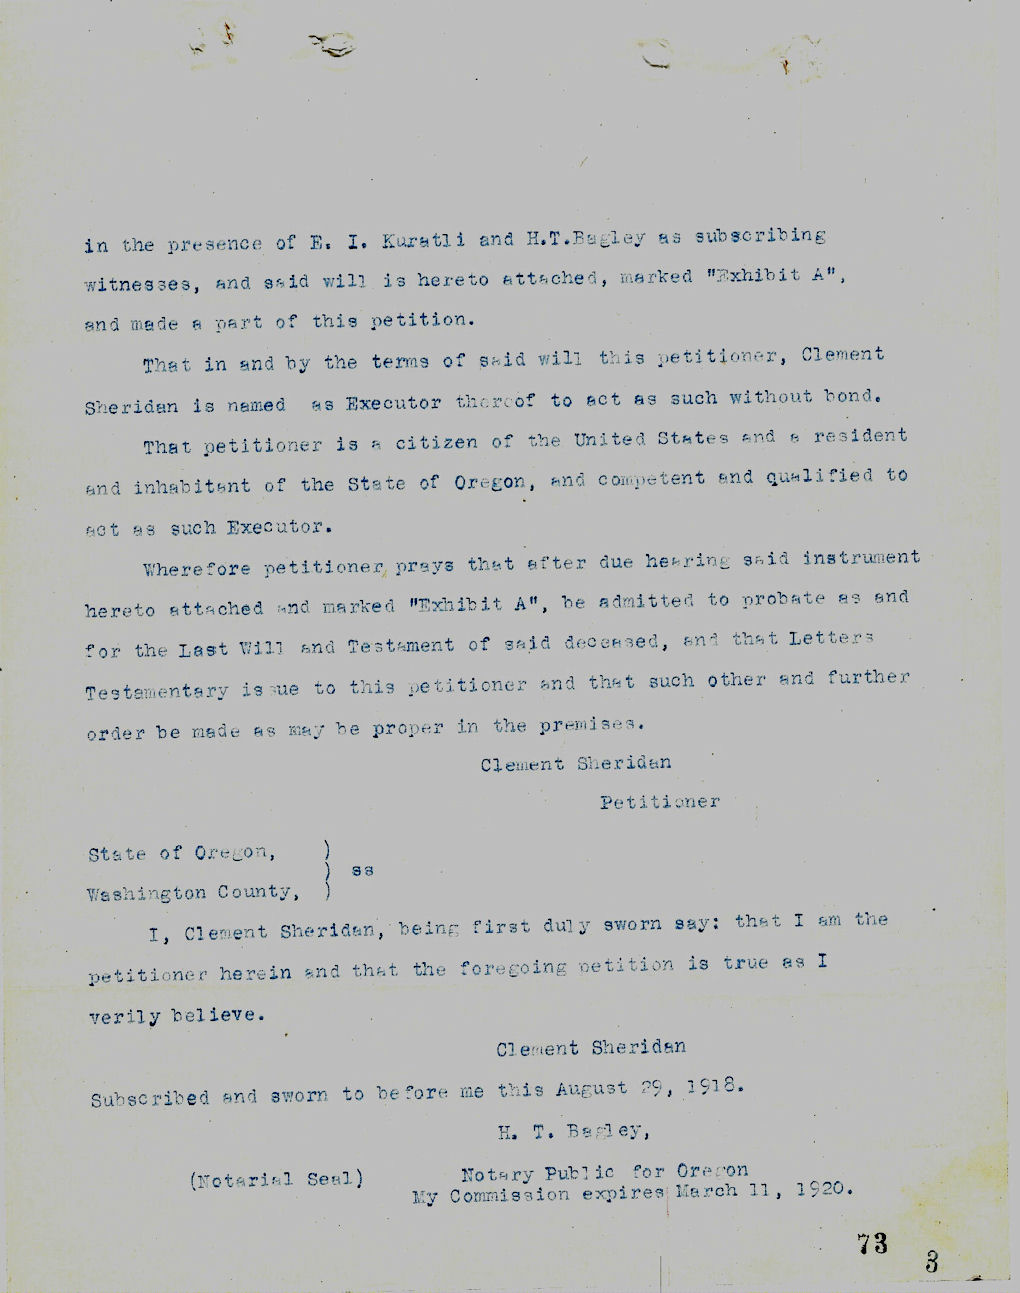 in the presence of E. I. Kuratli and H.T.Bagley as subscribing
witnesses, and said will is hereto attached, marked "Exhibit A",
and made a part of this petition.
That in and by the terms of said will this petitioner, Clement
Sheridan is named as Executor thereof to act as such without bond.
That petitioner is a citizen of the United States and a resident
and inhabitant of the State of Oregon, and competent and qualified to
act as such Executor.
Wherefore petitioner prays that after due hearing said instrument
hereto attached and marked "Exhibit A", be admitted to probate as and
for the Last Will and Testament of said deceased, and that Letters
Testamentary issue to this petitioner and that such other and further
order be made as may be proper in the premises.
Clement Sheridan
Petitioner
State of Oregon, )
) ss
Washington County, )
I, Clement Sheridan, being first duly sworn say: that I am the
petitioner herein and that the foregoing petition is true as I
verily believe.
Clement Sheridan
Subscribed and sworn to before me this August 29, 1918.
H. T. Bagley,
(Notarial Seal) Notary Public for Oregon
My Commission expires March 11, 1920.
73
3